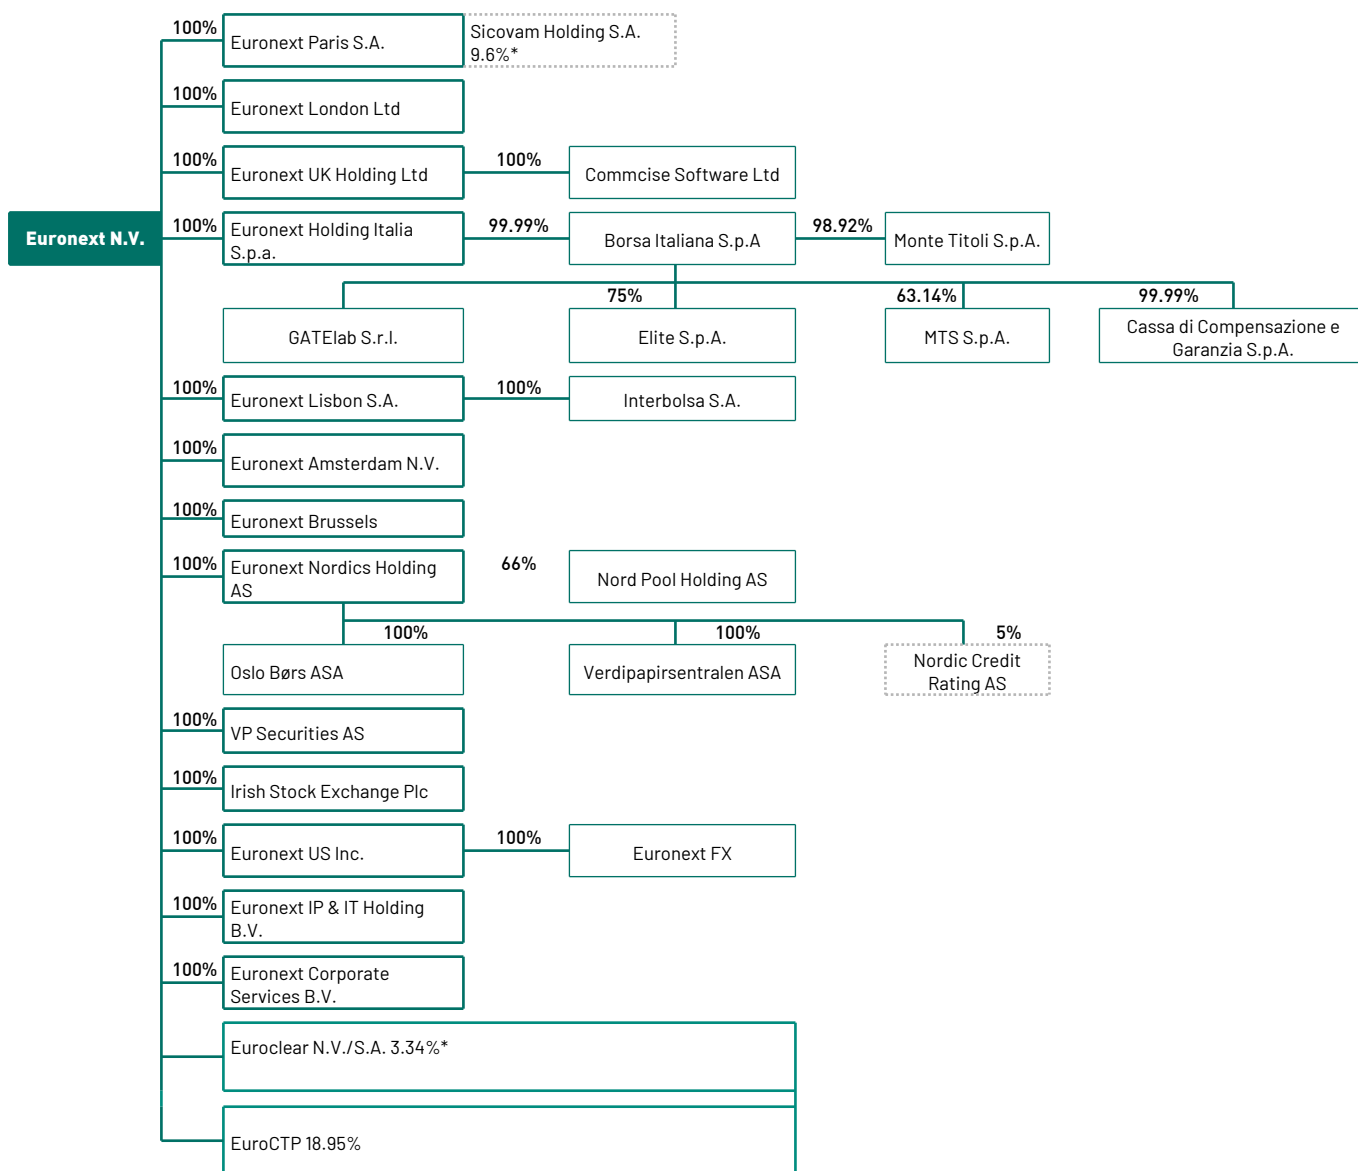 100%
Euronext Paris S.A.
Sicovam Holding S.A.
9.6%*
100%
Euronext London Ltd
100%
Euronext UK Holding Ltd
100%
Commcise Software Ltd
Euronext N.V.
100%
Euronext Holding Italia
S.p.a.
99.99%
Borsa Italiana S.p.A
98.92%
Monte Titoli S.p.A.
GATElab S.r.l.
75%
Elite S.p.A.
63.14%
MTS S.p.A.
99.99%
Cassa di Compensazione e
Garanzia S.p.A.
100%
Euronext Lisbon S.A.
100%
Interbolsa S.A.
100%
Euronext Amsterdam N.V.
100%
Euronext Brussels
100%
Euronext Nordics Holding
AS
66%
Nord Pool Holding AS
100%
Oslo Børs ASA
100%
Verdipapirsentralen ASA
5%
Nordic Credit
Rating AS
100%
VP Securities AS
100%
Irish Stock Exchange Plc
100%
Euronext US Inc.
100%
Euronext FX
100%
Euronext IP & IT Holding
B.V.
100%
Euronext Corporate
Services B.V.
Euroclear N.V./S.A. 3.34%*
EuroCTP 18.95%